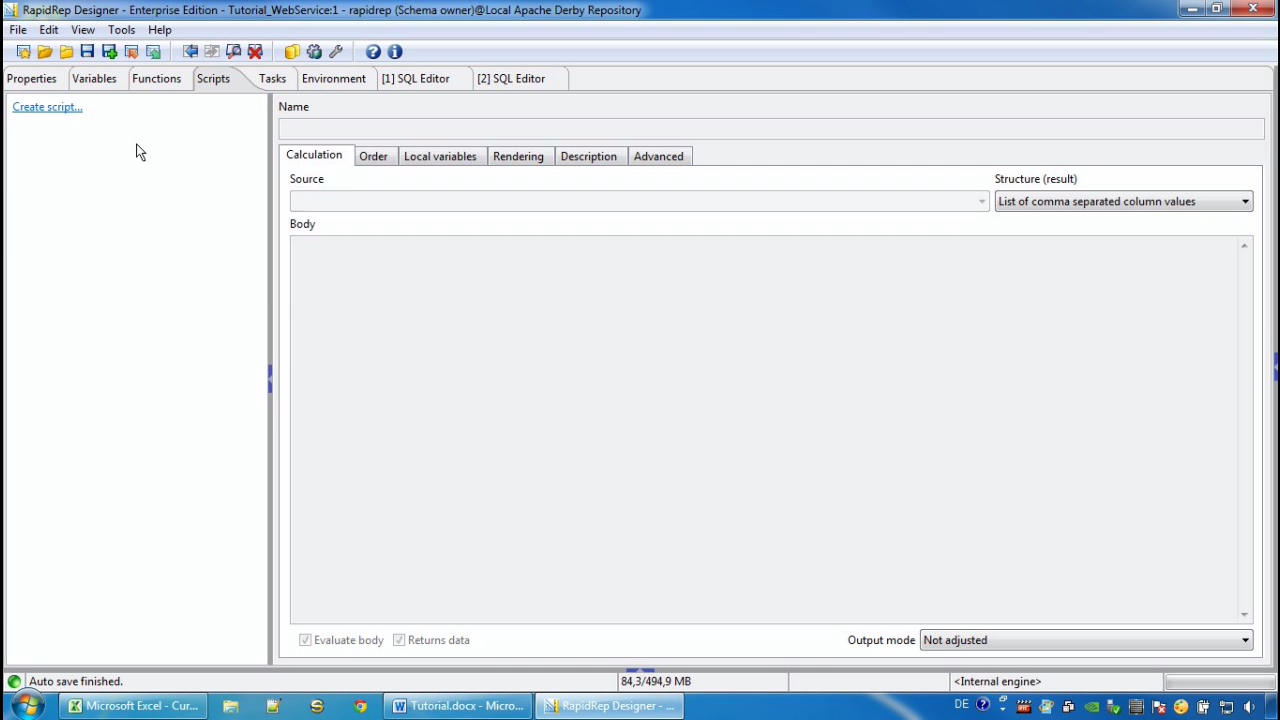 RapidRep Designer - Enterprise Edition - Tutorial_WebService:1 - rapidrep (Schema owner)@Local Apache Derby Repository
File Edit View Tools Help
Properties Variables Functions Scripts Tasks Environment [1] SQL Editor [2] SQL Editor
Create script...
Name
Calculation Order Local variables Rendering Description Advanced
Source Structure (result)
List of comma separated column values
Body
Evaluate body Returns data Output mode Not adjusted
Auto save finished. 84,3/494,9 MB <Internal engine>
Microsoft Excel - Cur... Tutorial.docx - Micro... RapidRep Designer - ... DE